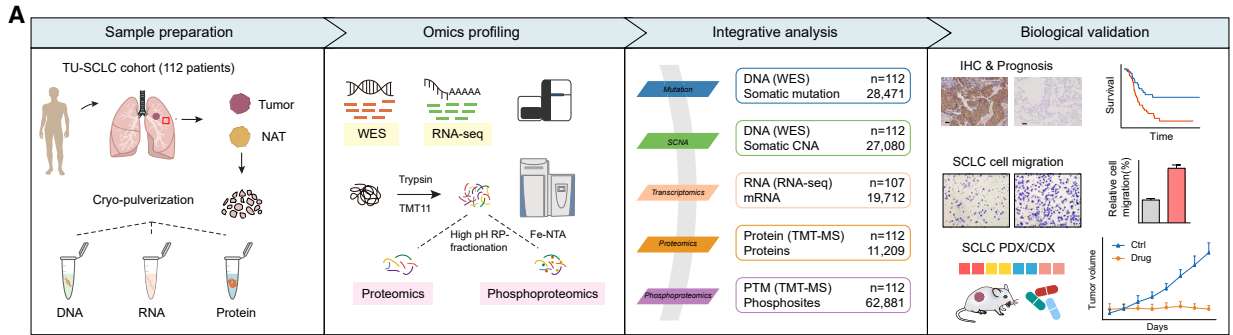 A
Sample preparation
Omics profiling
Integrative analysis
Biological validation
TU-SCLC cohort (112 patients)
Tumor
NAT
Cryo-pulverization
DNA
RNA
Protein
AAAAA
WES
RNA-seq
Trypsin
TMT11
High pH RP-
fractionation
Fe-NTA
Proteomics
Phosphoproteomics
Mutation
DNA (WES) n=112
Somatic mutation 28,471
SCNA
DNA (WES) n=112
Somatic CNA 27,080
Transcriptomics
RNA (RNA-seq) n=107
mRNA 19,712
Proteomics
Protein (TMT-MS) n=112
Proteins 11,209
Phosphoproteomics
PTM (TMT-MS) n=112
Phosphosites 62,881
IHC & Prognosis
Survival
Time
SCLC cell migration
Relative cell
migration(%)
SCLC PDX/CDX
Tumor volume
Ctrl
Drug
Days